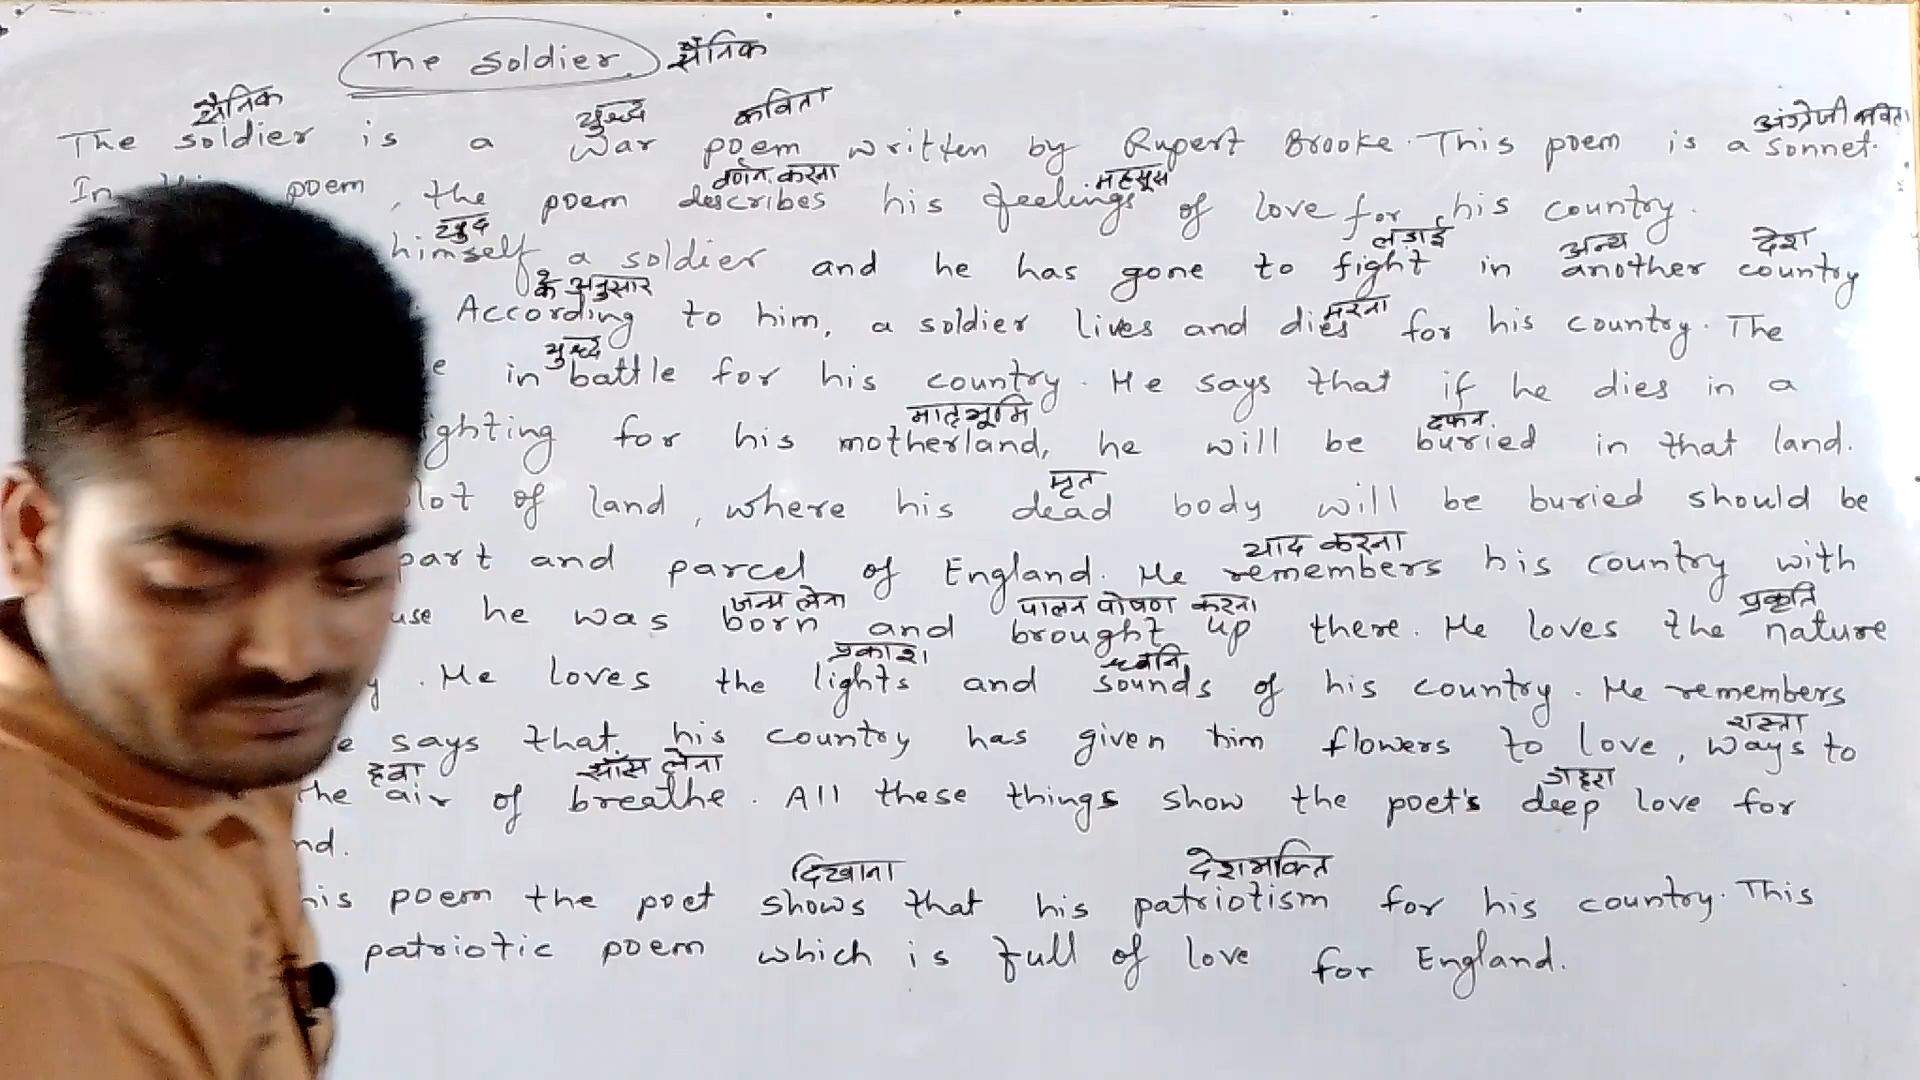 The Soldier सैनिक
सैनिक युद्ध कविता अंग्रेजी कविता
The soldier is a war poem written by Rupert Brooke. This poem is a sonnet.
वर्णन करना महसूस
In poem, the poem describes his feelings of love for his country.
खुद लड़ाई अन्य देश
himself a soldier and he has gone to fight in another country
के अनुसार मरना
According to him, a soldier lives and dies for his country. The
युद्ध
in battle for his country. He says that if he dies in a
मातृभूमि दफन
ghting for his motherland, he will be buried in that land.
मृत
lot of land, where his dead body will be buried should be
याद करना
part and parcel of England. He remembers his country with
जन्म लेना पालन पोषण करना प्रकृति
use he was born and brought up there. He loves the nature
प्रकाश ध्वनि
y. He loves the lights and sounds of his country. He remembers
रास्ता
e says that his country has given him flowers to love, ways to
हवा साँस लेना गहरा
the air of breathe. All these things show the poet's deep love for
nd.
दिखाना देशभक्ति
his poem the poet shows that his patriotism for his country. This
patriotic poem which is full of love for England.